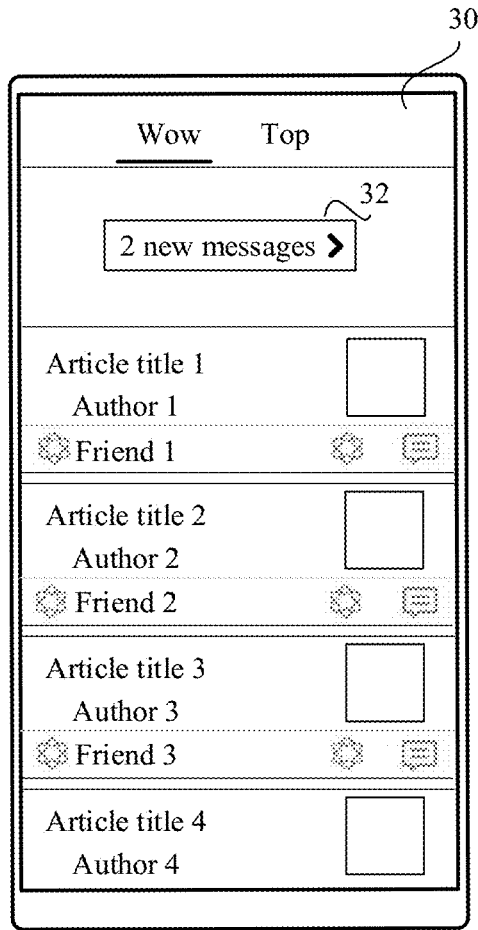 30
Wow Top
32
2 new messages >
Article title 1
Author 1
Friend 1
Article title 2
Author 2
Friend 2
Article title 3
Author 3
Friend 3
Article title 4
Author 4